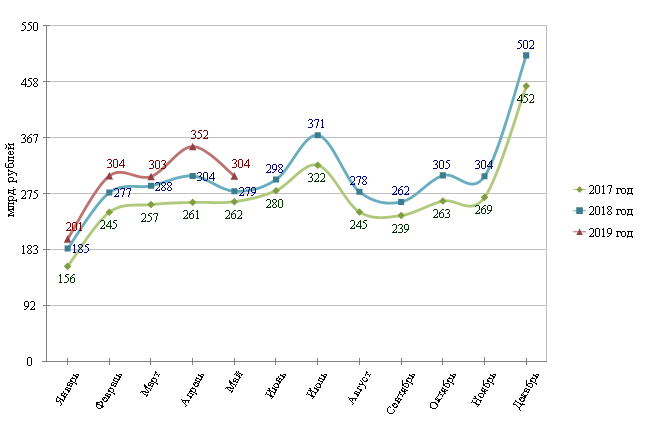 550
502
458
452
371
367
352
304
303
304
298
322
305
304
277
288
304
279
280
278
262
275
201
245
257
261
262
245
239
263
269
185
183
156
92
0
млрд. рублей
2017 год
2018 год
2019 год
Январь
Февраль
Март
Апрель
Май
Июнь
Июль
Август
Сентябрь
Октябрь
Ноябрь
Декабрь